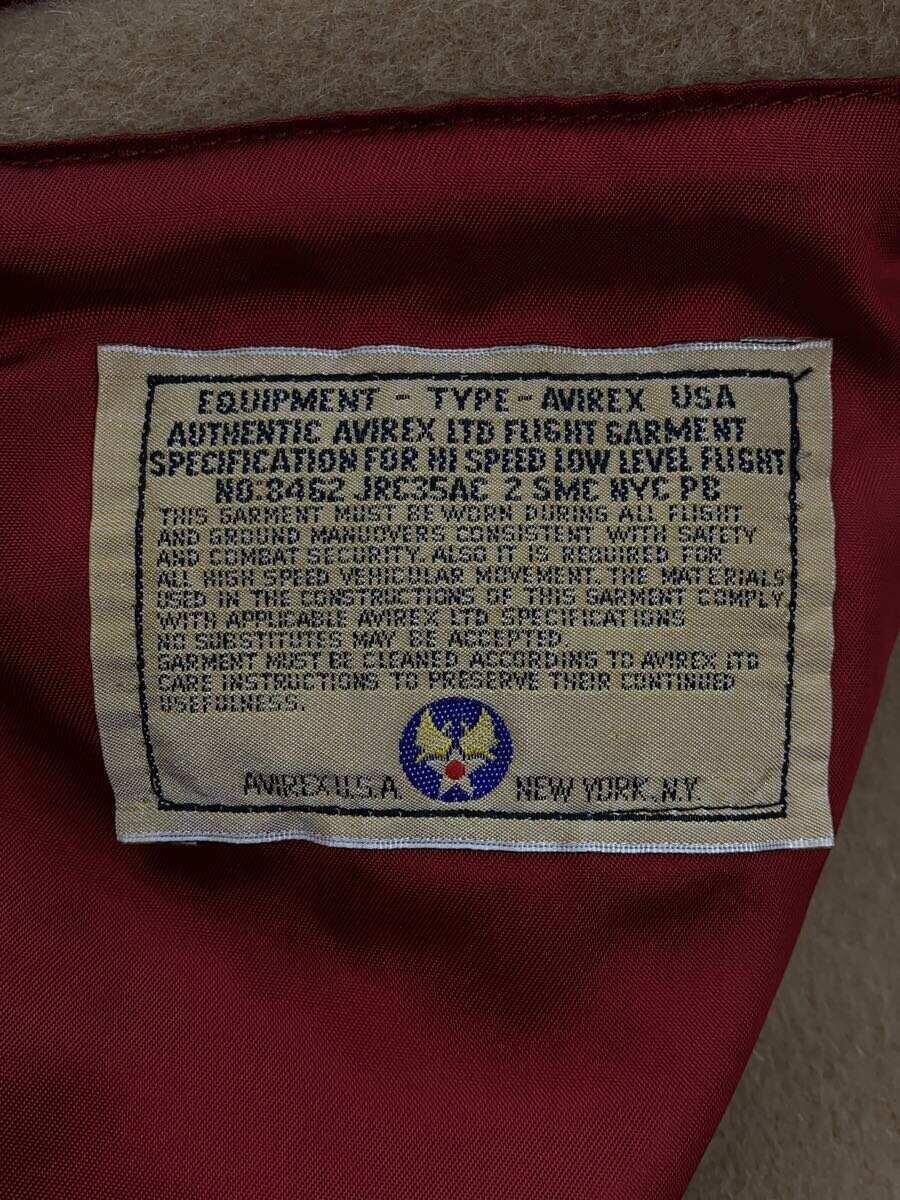 EQUIPMENT - TYPE - AVIREX USA
AUTHENTIC AVIREX LTD FLIGHT GARMENT
SPECIFICATION FOR HI SPEED LOW LEVEL FLIGHT
NO:8462 JRC35AC 2 SMC NYC PB
THIS GARMENT MUST BE WORN DURING ALL FLIGHT
AND GROUND MANUOVERS CONSISTENT WITH SAFETY
AND COMBAT SECURITY. ALSO IT IS REQUIRED FOR
ALL HIGH SPEED VEHICULAR MOVEMENT. THE MATERIALS
USED IN THE CONSTRUCTIONS OF THIS GARMENT COMPLY
WITH APPLICABLE AVIREX LTD SPECIFICATIONS
NO SUBSTITUTES MAY BE ACCEPTED.
GARMENT MUST BE CLEANED ACCORDING TO AVIREX LTD
CARE INSTRUCTIONS TO PRESERVE THEIR CONTINUED
USEFULNESS.
AVIREX U.S.A. NEW YORK, N.Y.